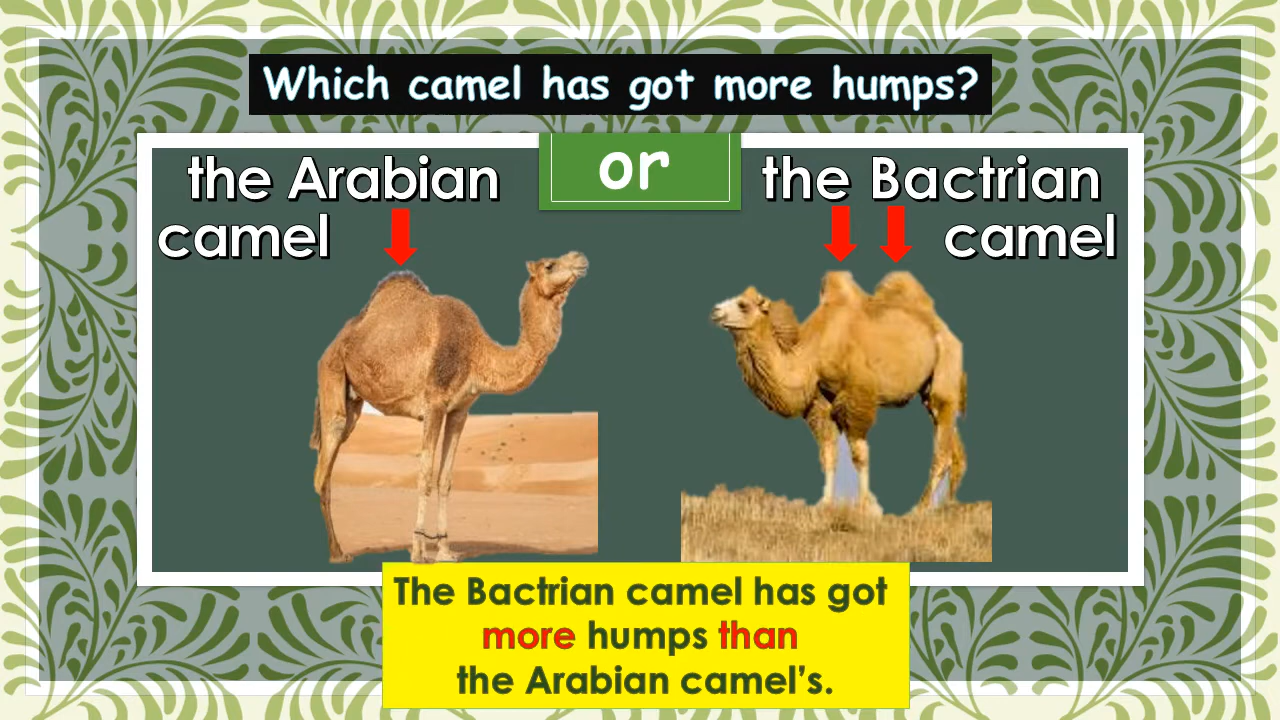 Which camel has got more humps?
the Arabian
camel
or
the Bactrian
camel
The Bactrian camel has got
more humps than
the Arabian camel’s.